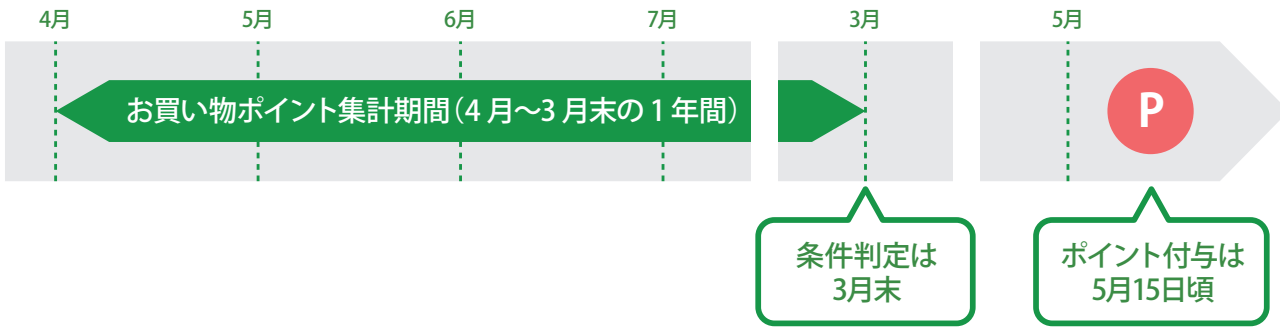 4月
5月
6月
7月
3月
5月
お買い物ポイント集計期間（4月〜3月末の1年間）
P
条件判定は
3月末
ポイント付与は
5月15日頃